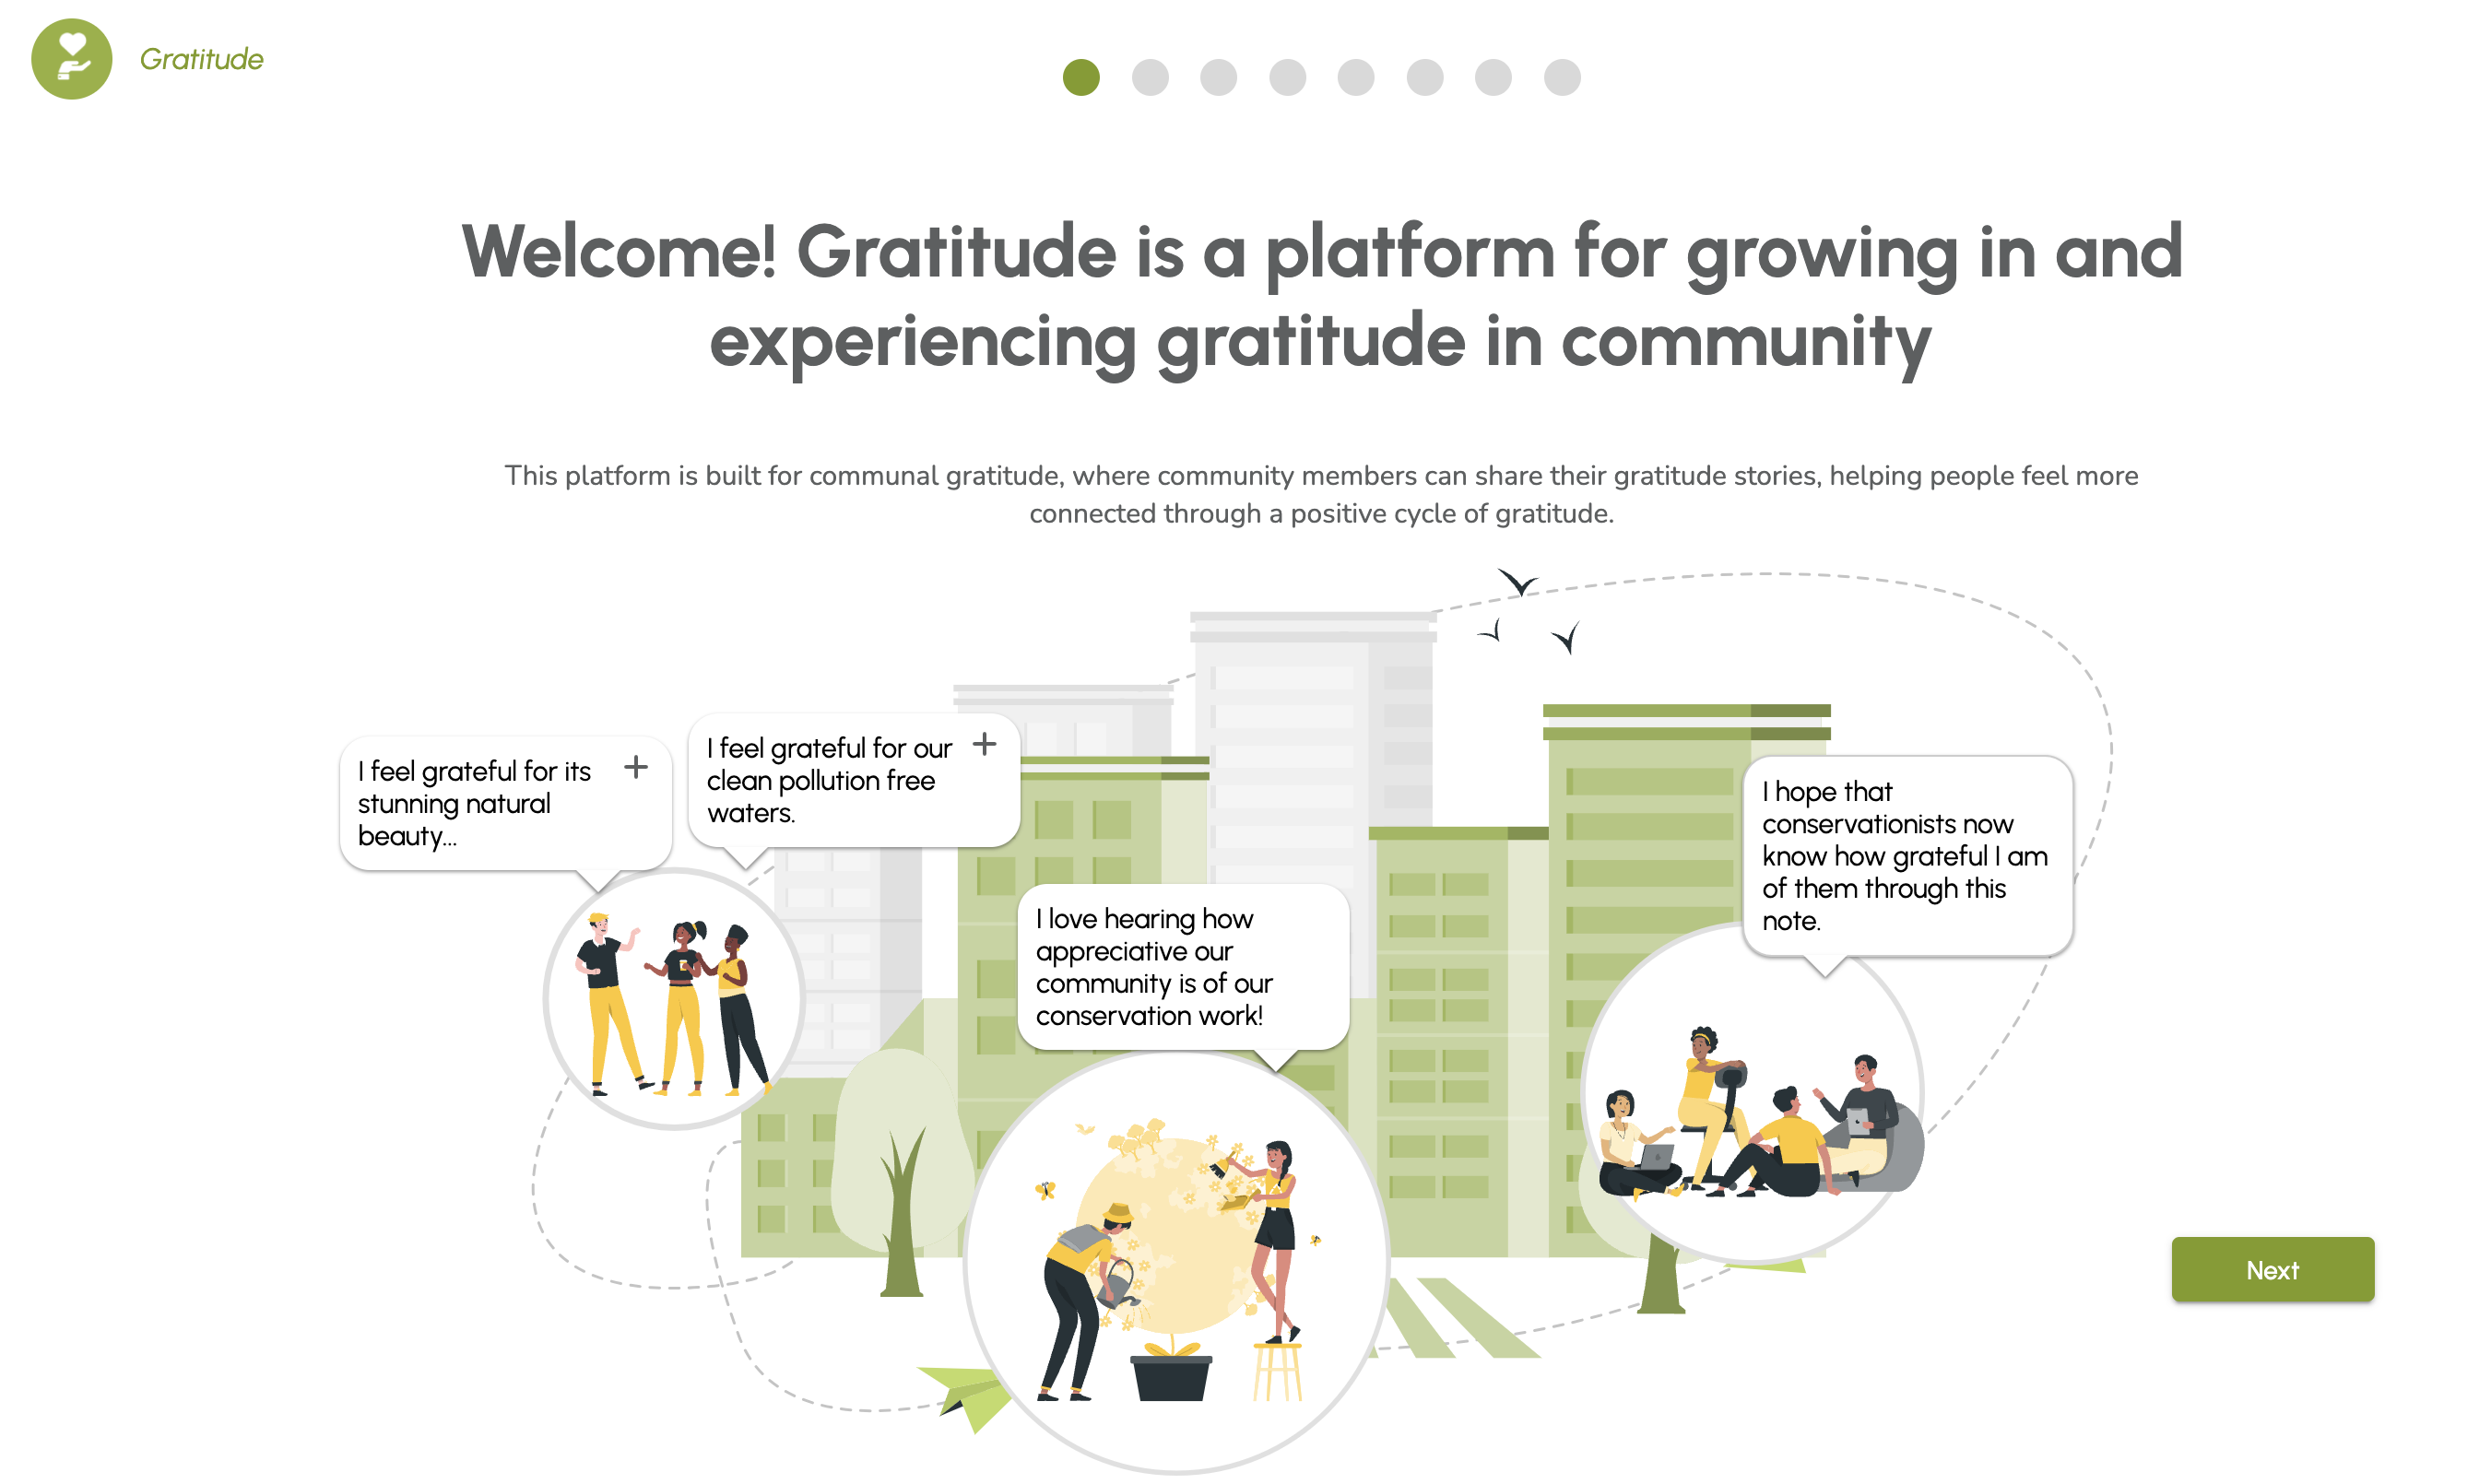 Gratitude
Welcome! Gratitude is a platform for growing in and
experiencing gratitude in community
This platform is built for communal gratitude, where community members can share their gratitude stories, helping people feel more
connected through a positive cycle of gratitude.
I feel grateful for its
stunning natural
beauty...
I feel grateful for our
clean pollution free
waters.
I love hearing how
appreciative our
community is of our
conservation work!
I hope that
conservationists now
know how grateful I am
of them through this
note.
Next